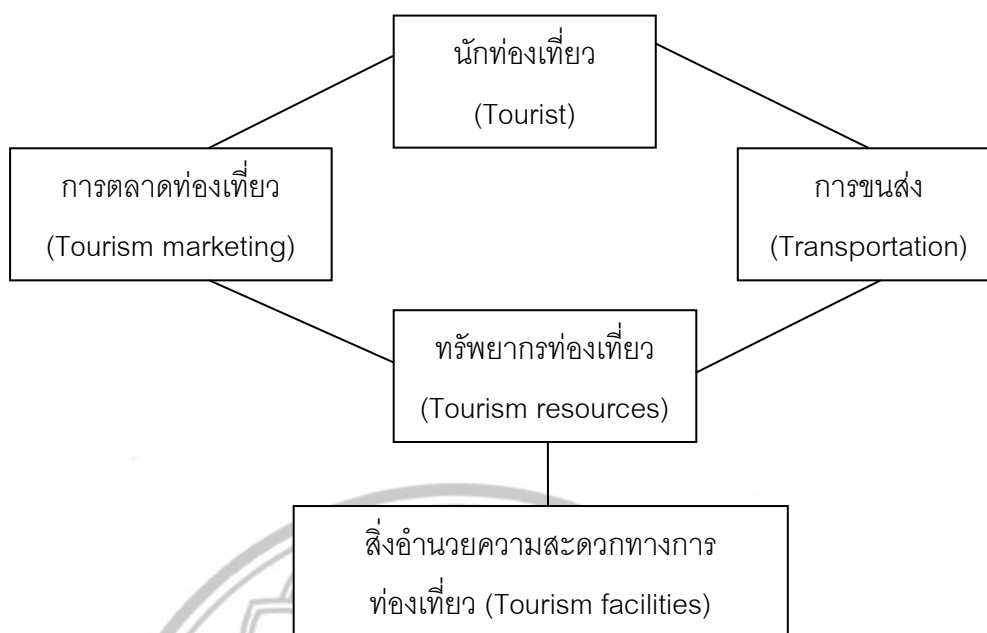 นักท่องเที่ยว
(Tourist)
การตลาดท่องเที่ยว
(Tourism marketing)
การขนส่ง
(Transportation)
ทรัพยากรท่องเที่ยว
(Tourism resources)
สิ่งอำนวยความสะดวกทางการ
ท่องเที่ยว (Tourism facilities)